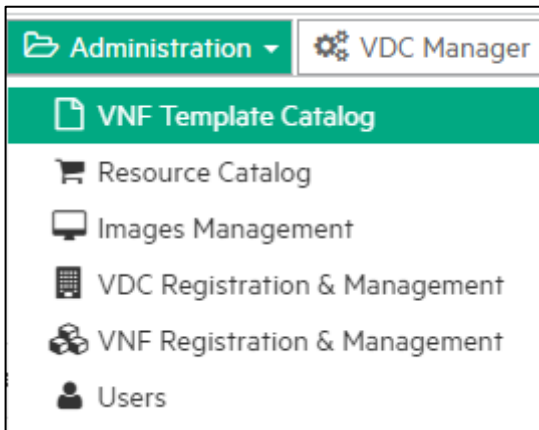 Administration VDC Manager
VNF Template Catalog
Resource Catalog
Images Management
VDC Registration & Management
VNF Registration & Management
Users